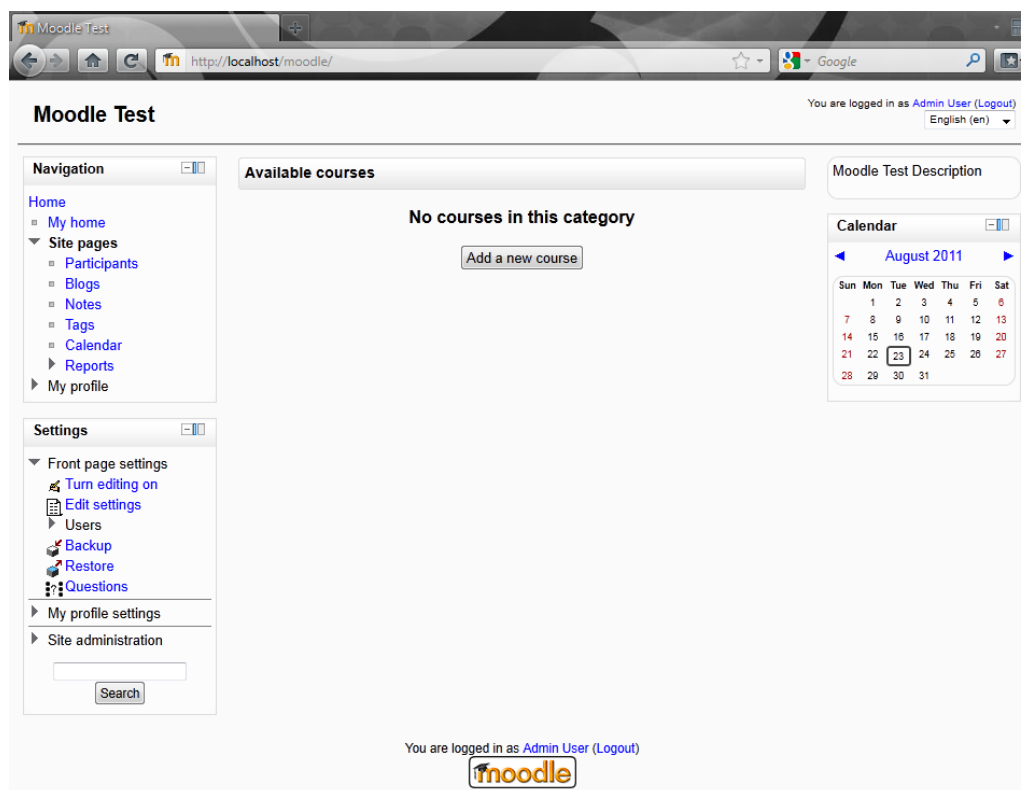 Moodle Test
http://localhost/moodle/
Google
Moodle Test
You are logged in as Admin User (Logout)
English (en)
Navigation
Home
My home
Site pages
Participants
Blogs
Notes
Tags
Calendar
Reports
My profile
Settings
Front page settings
Turn editing on
Edit settings
Users
Backup
Restore
Questions
My profile settings
Site administration
Search
Available courses
No courses in this category
Add a new course
Moodle Test Description
Calendar
August 2011
Sun Mon Tue Wed Thu Fri Sat
1 2 3 4 5 6
7 8 9 10 11 12 13
14 15 16 17 18 19 20
21 22 23 24 25 26 27
28 29 30 31
You are logged in as Admin User (Logout)
moodle